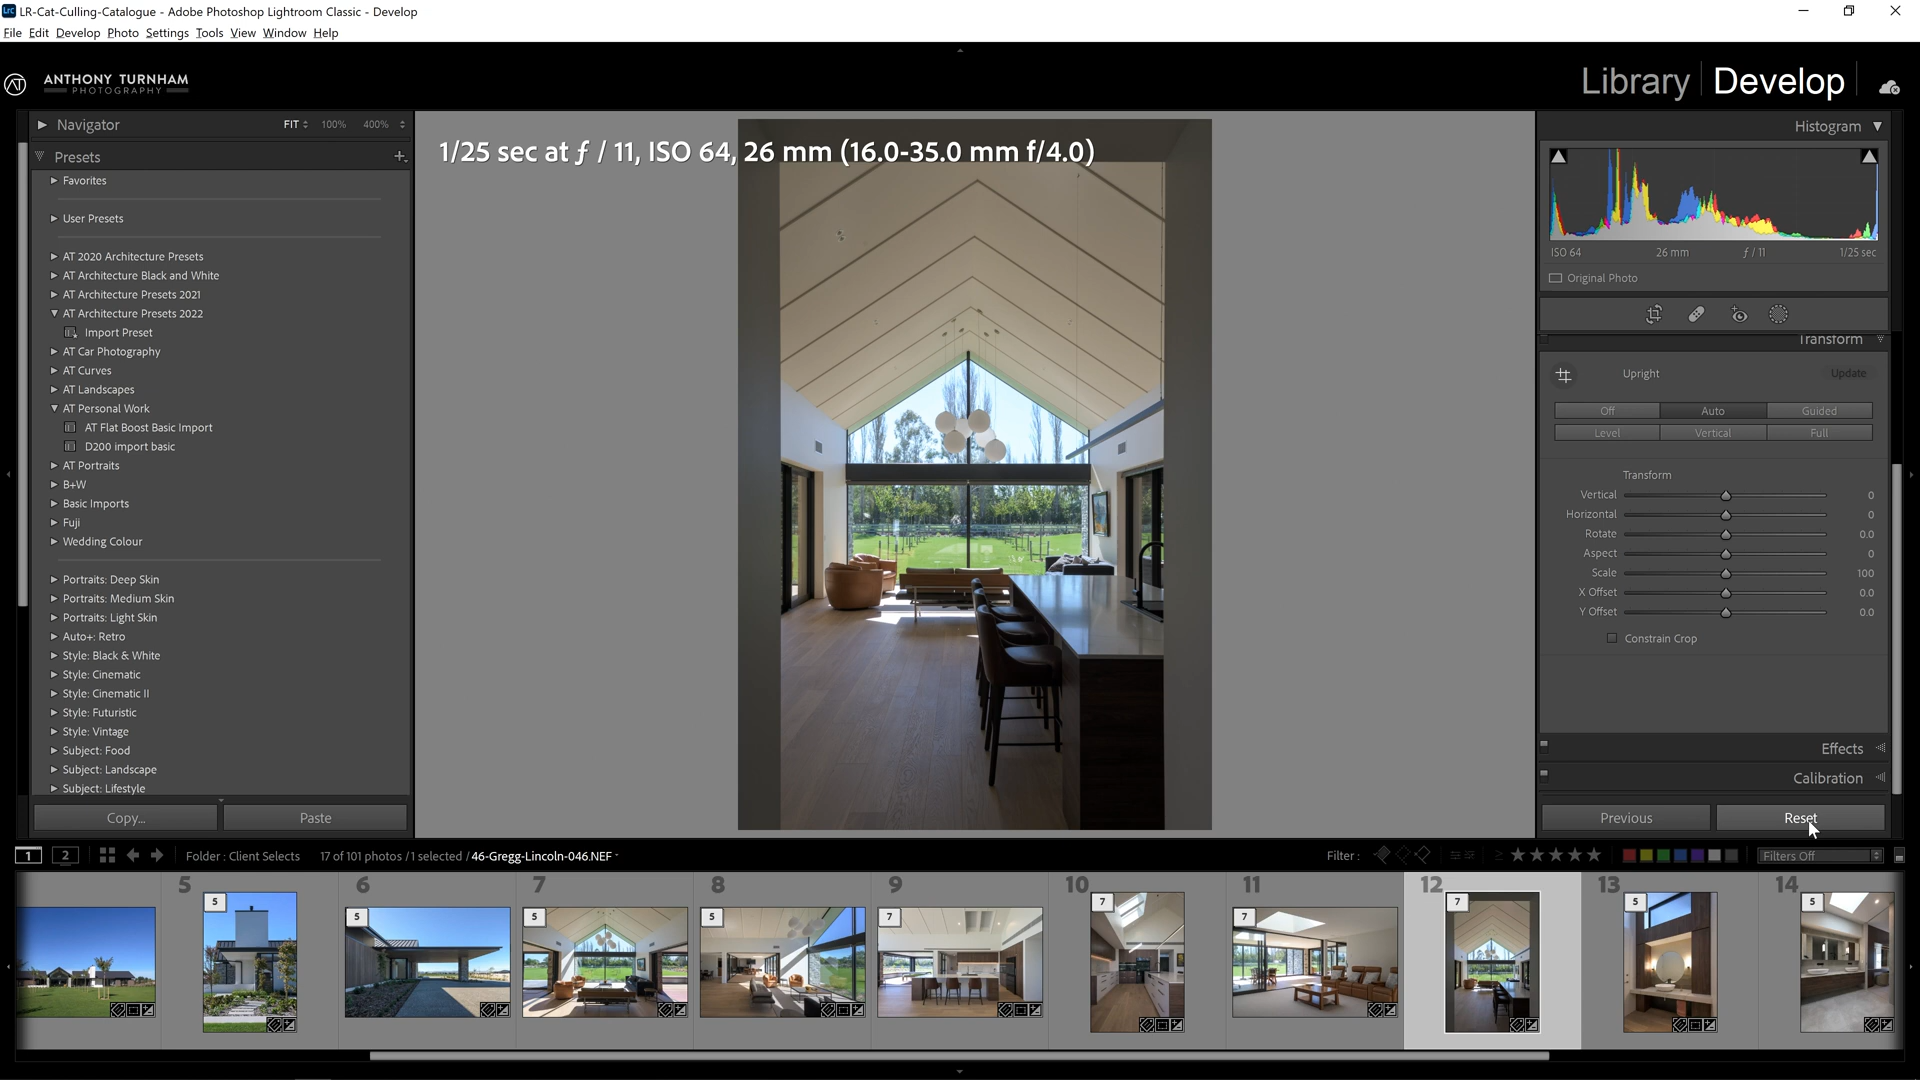 LR-Cat-Culling-Catalogue - Adobe Photoshop Lightroom Classic - Develop
File Edit Develop Photo Settings Tools View Window Help
ANTHONY TURNHAM
PHOTOGRAPHY
Library Develop
Navigator FIT 100% 400%
Presets
Favorites
User Presets
AT 2020 Architecture Presets
AT Architecture Black and White
AT Architecture Presets 2021
AT Architecture Presets 2022
Import Preset
AT Car Photography
AT Curves
AT Landscapes
AT Personal Work
AT Flat Boost Basic Import
D200 import basic
AT Portraits
B+W
Basic Imports
Fuji
Wedding Colour
Portraits: Deep Skin
Portraits: Medium Skin
Portraits: Light Skin
Auto+: Retro
Style: Black & White
Style: Cinematic
Style: Cinematic II
Style: Futuristic
Style: Vintage
Subject: Food
Subject: Landscape
Subject: Lifestyle
Copy... Paste
1/25 sec at ƒ / 11, ISO 64, 26 mm (16.0-35.0 mm f/4.0)
Histogram
ISO 64 26 mm ƒ / 11 1/25 sec
Original Photo
Transform
Upright Update
Off Auto Guided
Level Vertical Full
Transform
Vertical 0
Horizontal 0
Rotate 0.0
Aspect 0
Scale 100
X Offset 0.0
Y Offset 0.0
Constrain Crop
Effects
Calibration
Previous Reset
1 2 Folder : Client Selects 17 of 101 photos / 1 selected / 46-Gregg-Lincoln-046.NEF Filter : Filters Off
5 6 7 8 9 10 11 12 13 14
5 5 5 5 7 7 7 7 5 5